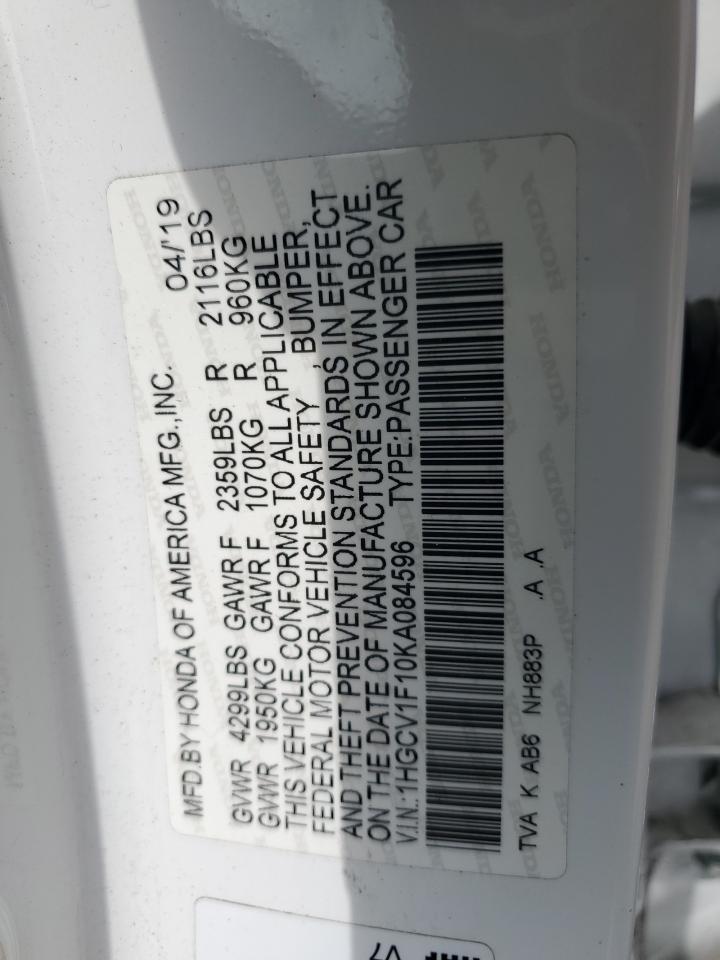 MFD.BY HONDA OF AMERICA MFG.,INC. 04/'19
GVWR 4299LBS GAWR F 2359LBS R 2116LBS
GVWR 1950KG GAWR F 1070KG R 960KG
THIS VEHICLE CONFORMS TO ALL APPLICABLE
FEDERAL MOTOR VEHICLE SAFETY , BUMPER,
AND THEFT PREVENTION STANDARDS IN EFFECT
ON THE DATE OF MANUFACTURE SHOWN ABOVE.
V.I.N.:1HGCV1F10KA084596 TYPE:PASSENGER CAR
TVA K AB6 NH883P .A .A